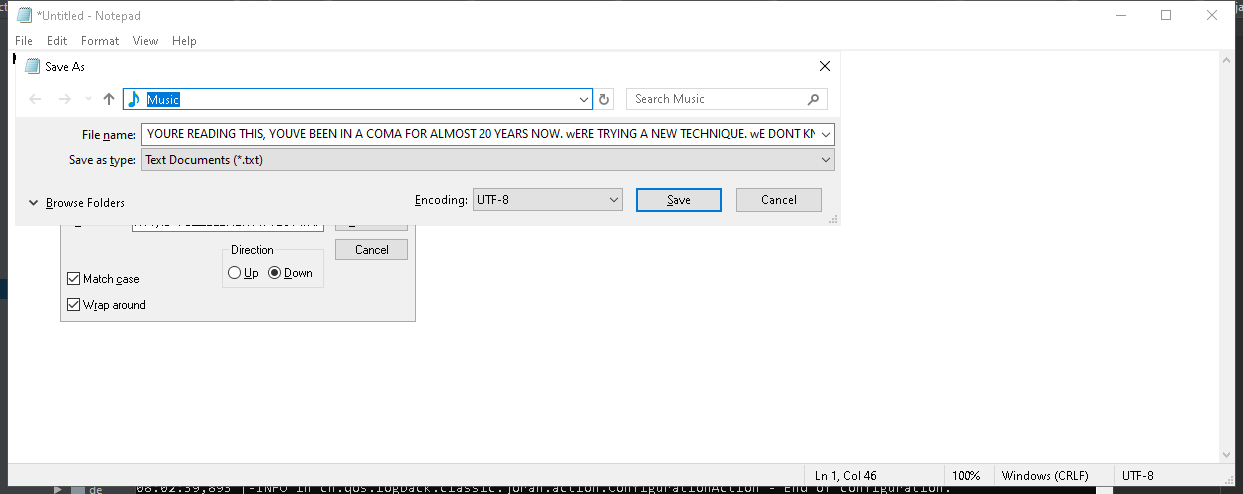 *Untitled - Notepad
File Edit Format View Help
Save As
Music
Search Music
File name: YOURE READING THIS, YOUVE BEEN IN A COMA FOR ALMOST 20 YEARS NOW. wERE TRYING A NEW TECHNIQUE. wE DONT KN
Save as type: Text Documents (*.txt)
Browse Folders
Encoding: UTF-8 Save Cancel
Cancel
Direction
Up Down
Match case
Wrap around
Ln 1, Col 46 100% Windows (CRLF) UTF-8
de 08:02:39,893 |-INFO in ch.qos.logback.classic.joran.action.ConfigurationAction - End of configuration.